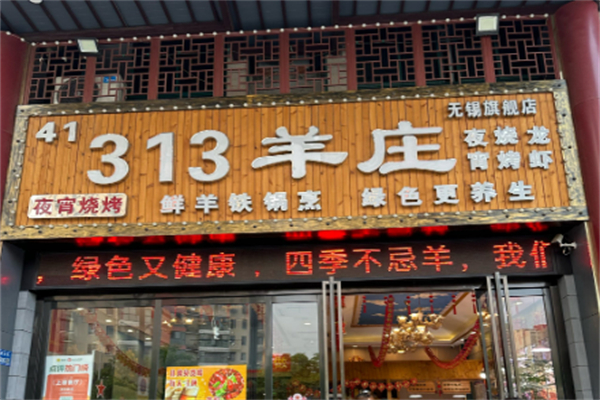 无锡旗舰店
41
313羊庄
夜烧龙
宵烤虾
夜宵烧烤
鲜羊铁锅烹 绿色更养生
，绿色又健康，四季不忌羊，我们